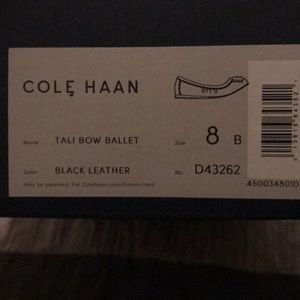 COLE HAAN
Name TALI BOW BALLET Size 8 B
Color BLACK LEATHER No. D43262
May be patented. Pat. Colehaan.com/Patents.html
4500348010